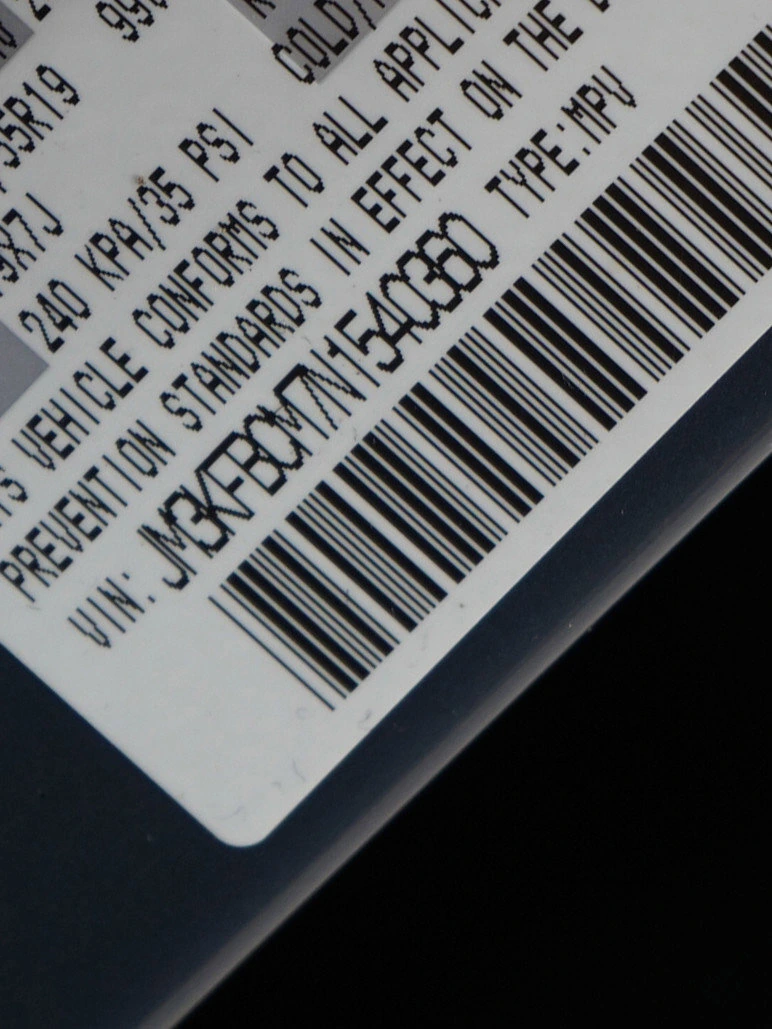 COLD/
55R19
9X7J
240 KPA/35 PSI
VEHICLE CONFORMS TO ALL APPLIC
PREVENTION STANDARDS IN EFFECT ON THE D
VIN: JM3KFBCM7N1540360 TYPE:MPV